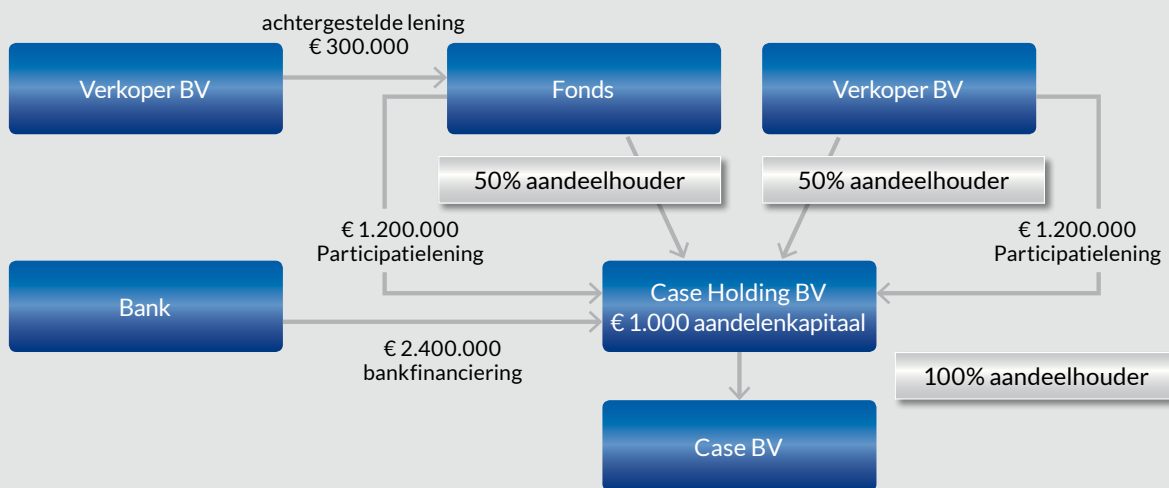 achtergestelde lening
€ 300.000
Verkoper BV
Fonds
Verkoper BV
50% aandeelhouder
50% aandeelhouder
€ 1.200.000
Participatielening
€ 1.200.000
Participatielening
Bank
Case Holding BV
€ 1.000 aandelenkapitaal
€ 2.400.000
bankfinanciering
100% aandeelhouder
Case BV